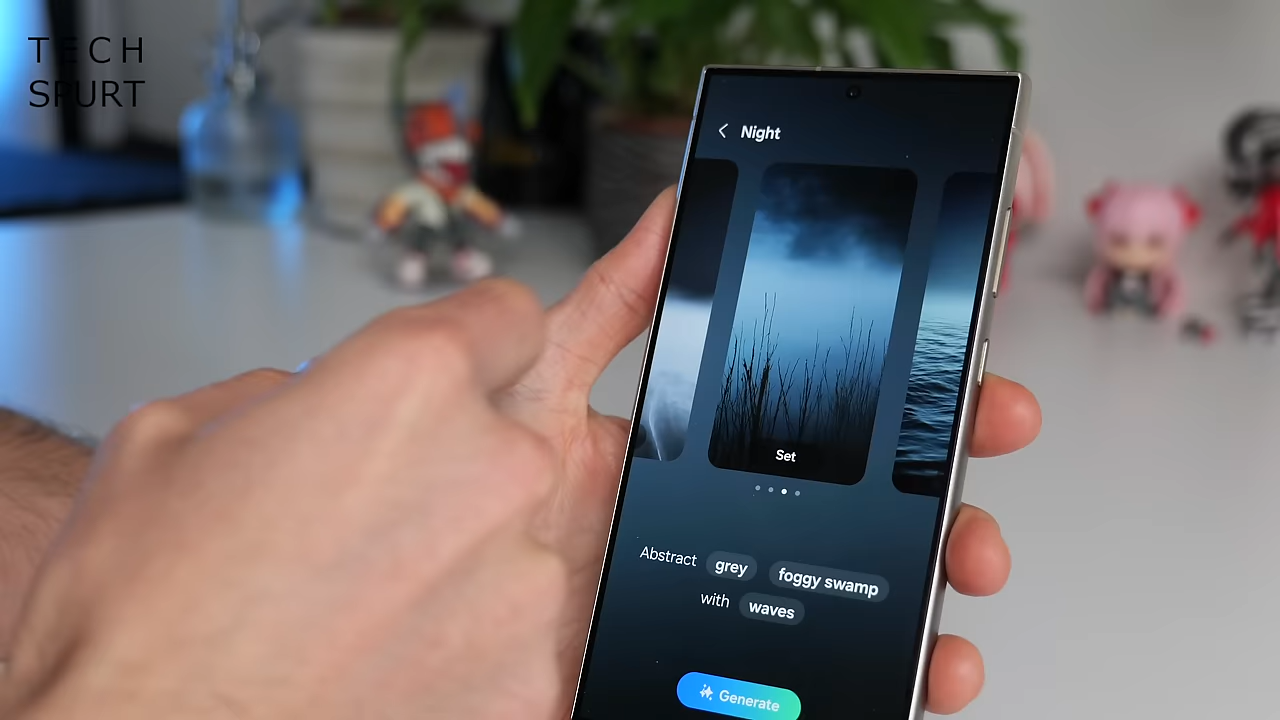 TECH
SPURT
Night
Set
Abstract grey foggy swamp
with waves
Generate